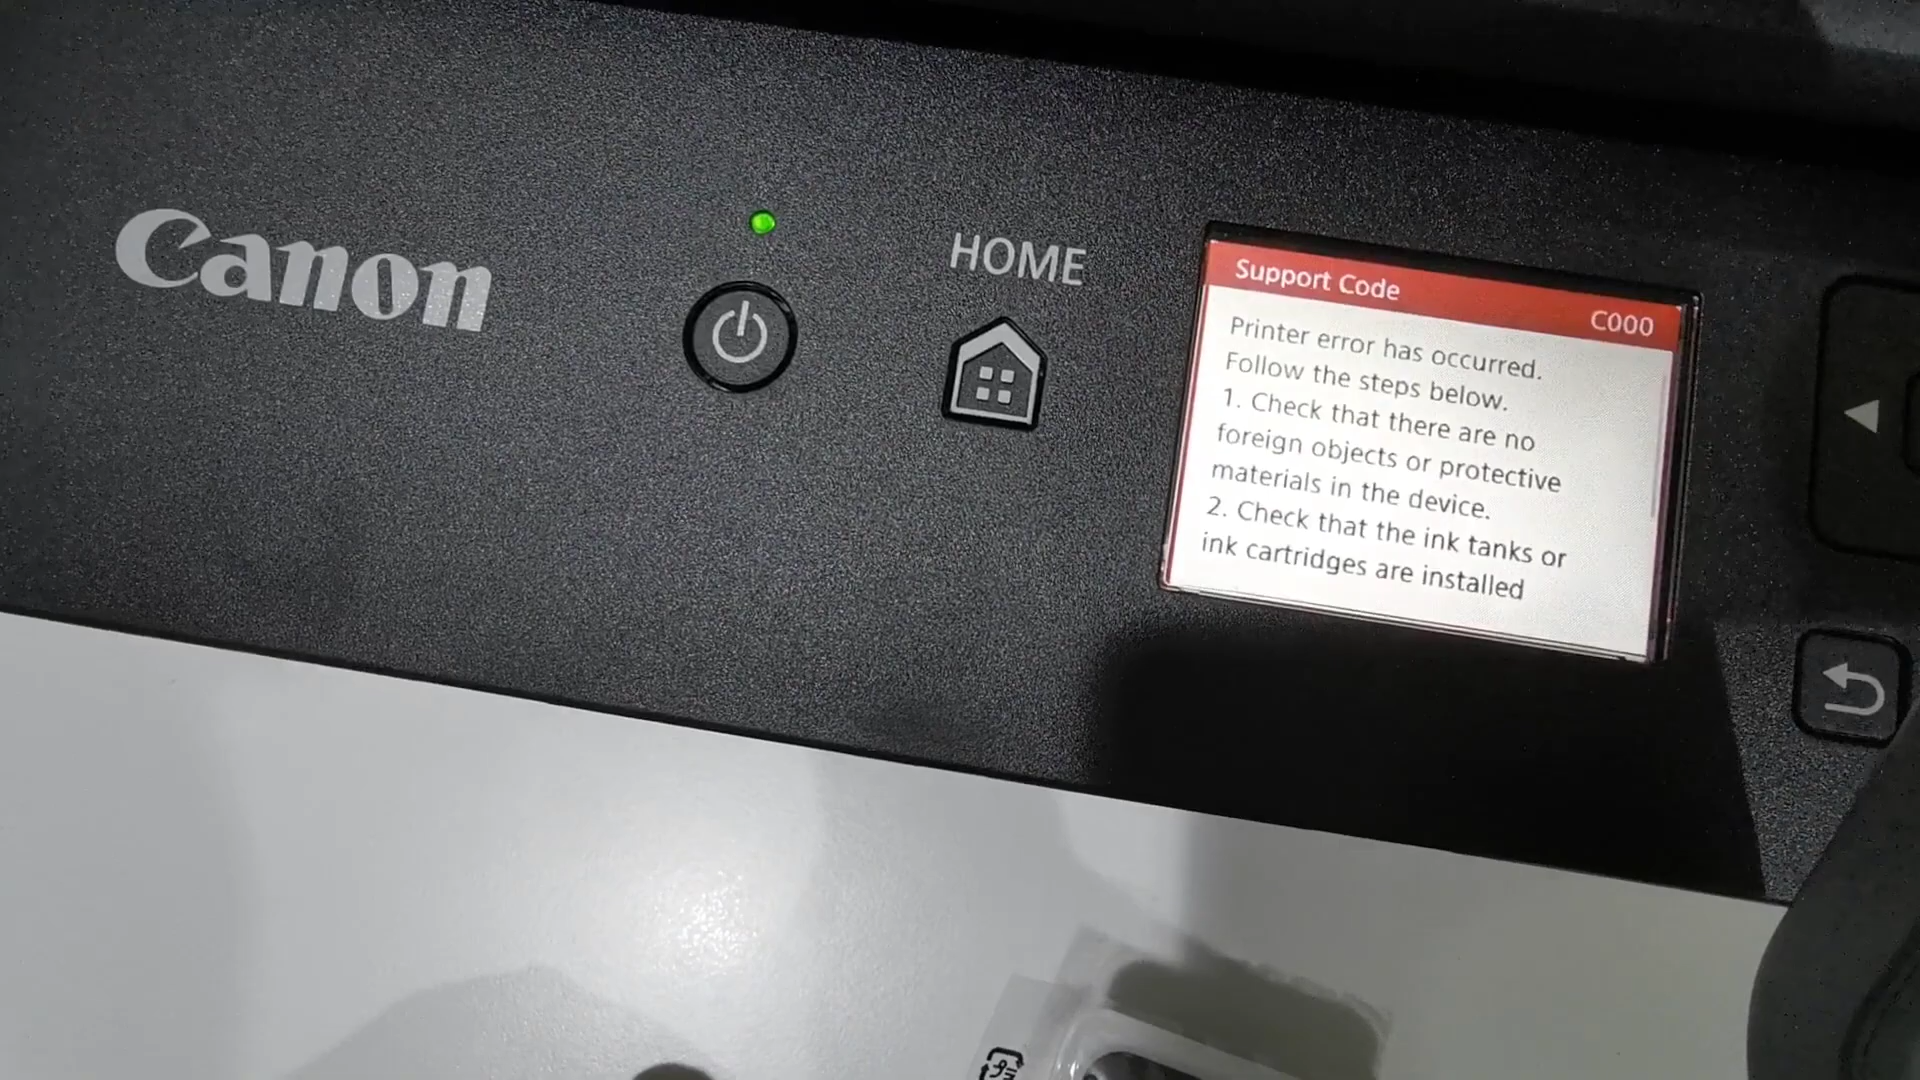 Canon
HOME
Support Code
C000
Printer error has occurred.
Follow the steps below.
1. Check that there are no
foreign objects or protective
materials in the device.
2. Check that the ink tanks or
ink cartridges are installed